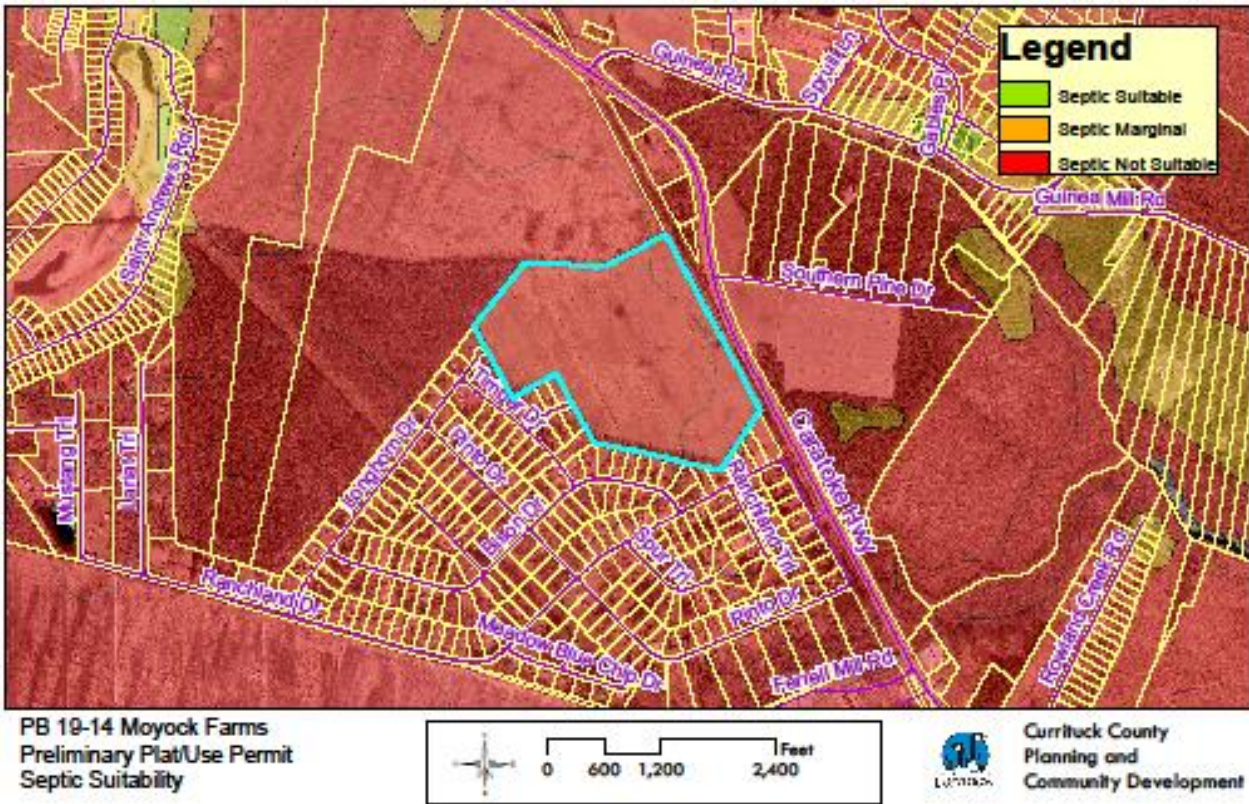 Legend
Septic Suitable
Septic Marginal
Septic Not Suitable
Guinea Rd
Guinea Mill Rd
Saint Andrews Rd
Southern Pine Dr
Timber Dr
Longhorn Dr
Pinto Dr
Mustang Trl
Caratoke Hwy
Ranchland Trl
Spur Trl
Ranchland Dr
Pinto Dr
Meadow Blue Chip Dr
Ferrell Mill Rd
Rowland Creek Rd
PB 19-14 Moyock Farms
Preliminary Plat/Use Permit
Septic Suitability
Feet
0 600 1,200 2,400
Currituck County
Planning and
Community Development